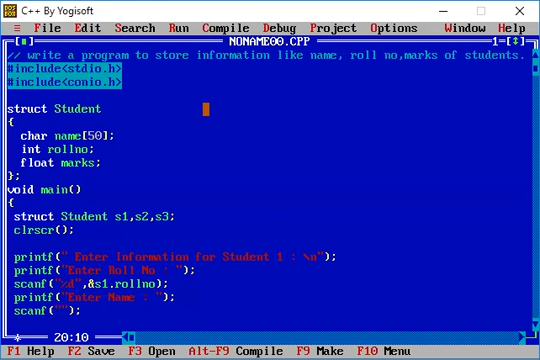 C++ By Yogisoft
≡ File Edit Search Run Compile Debug Project Options Window Help
NONAME00.CPP 1=[↕]
// write a program to store information like name, roll no,marks of students.
#include<stdio.h>
#include<conio.h>
struct Student
{
char name[50];
int rollno;
float marks;
};
void main()
{
struct Student s1,s2,s3;
clrscr();
printf(" Enter Information for Student 1 : \n");
printf("Enter Roll No : ");
scanf("%d",&s1.rollno);
printf("Enter Name : ");
scanf("");
20:10
F1 Help F2 Save F3 Open Alt-F9 Compile F9 Make F10 Menu